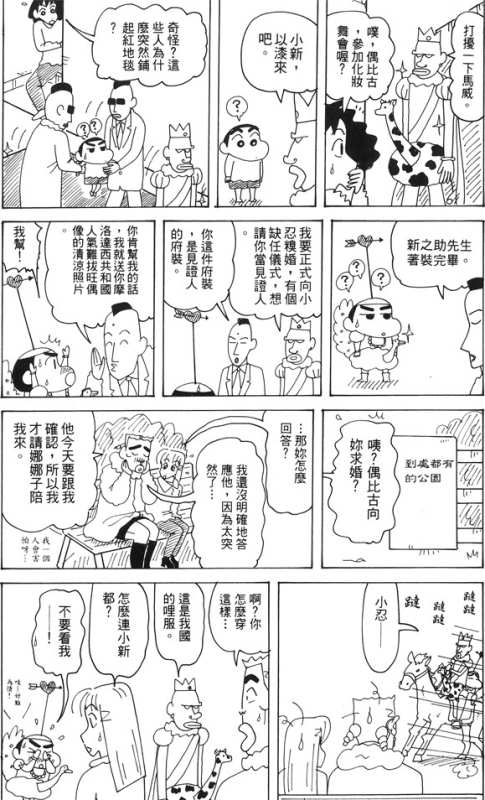 打擾一下馬威。
噗,偶比古
,參加化妝
舞會喔?
小新,
以漆來
吧。
奇怪?這
些人為什
麼突然鋪
起紅地毯
?
新之助先生
著裝完畢。
我要正式向小
忍糗婚,有個
缺任儀式,想
請你當見證人
。
你這件府裝
,是見證人
的府裝。
你肯幫我的話
,我就送你摩
洛達西共和國
人氣難拔旺偶
像的清涼照片
。
我幫!
到處都有
的公園
咦?偶比古向
妳求婚?
…那妳怎麼
回答?
我還沒明確地答
應他,因為太突
然了…
他今天要跟我
確認,所以我
才請娜娜子陪
我來。
我一個
人會害
怕呀…
躂躂
躂躂
躂躂
小忍——
啊?你
怎麼穿
這樣…
這是我國
的哩服。
怎麼連小新
都?
不要看我
——!